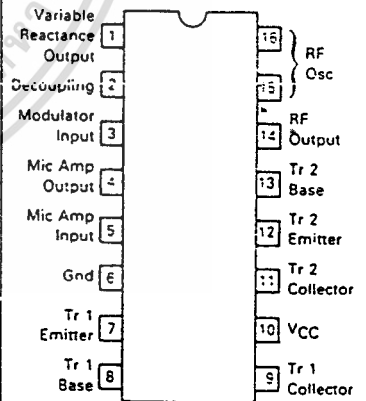 Variable
Reactance
Output
1
Decoupling
2
Modulator
Input
3
Mic Amp
Output
4
Mic Amp
Input
5
Gnd
6
Tr 1
Emitter
7
Tr 1
Base
8
16
15
RF
Osc
14
RF
Output
13
Tr 2
Base
12
Tr 2
Emitter
11
Tr 2
Collector
10
VCC
9
Tr 1
Collector